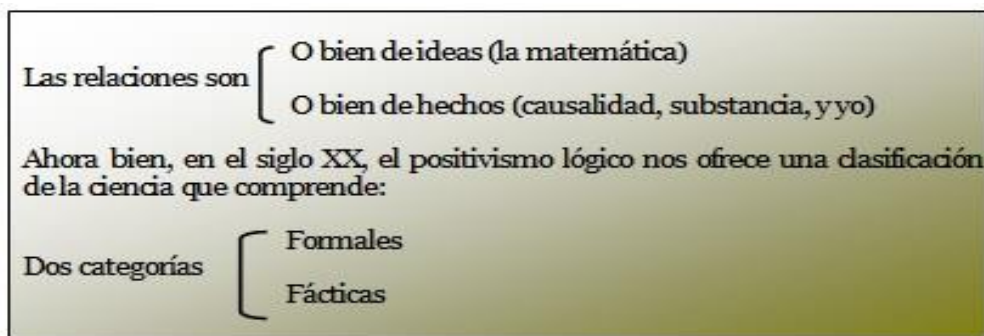 O bien de ideas (la matemática)
Las relaciones son
O bien de hechos (causalidad, substancia, y yo)
Ahora bien, en el siglo XX, el positivismo lógico nos ofrece una clasificación
de la ciencia que comprende:
Formales
Dos categorías
Fácticas